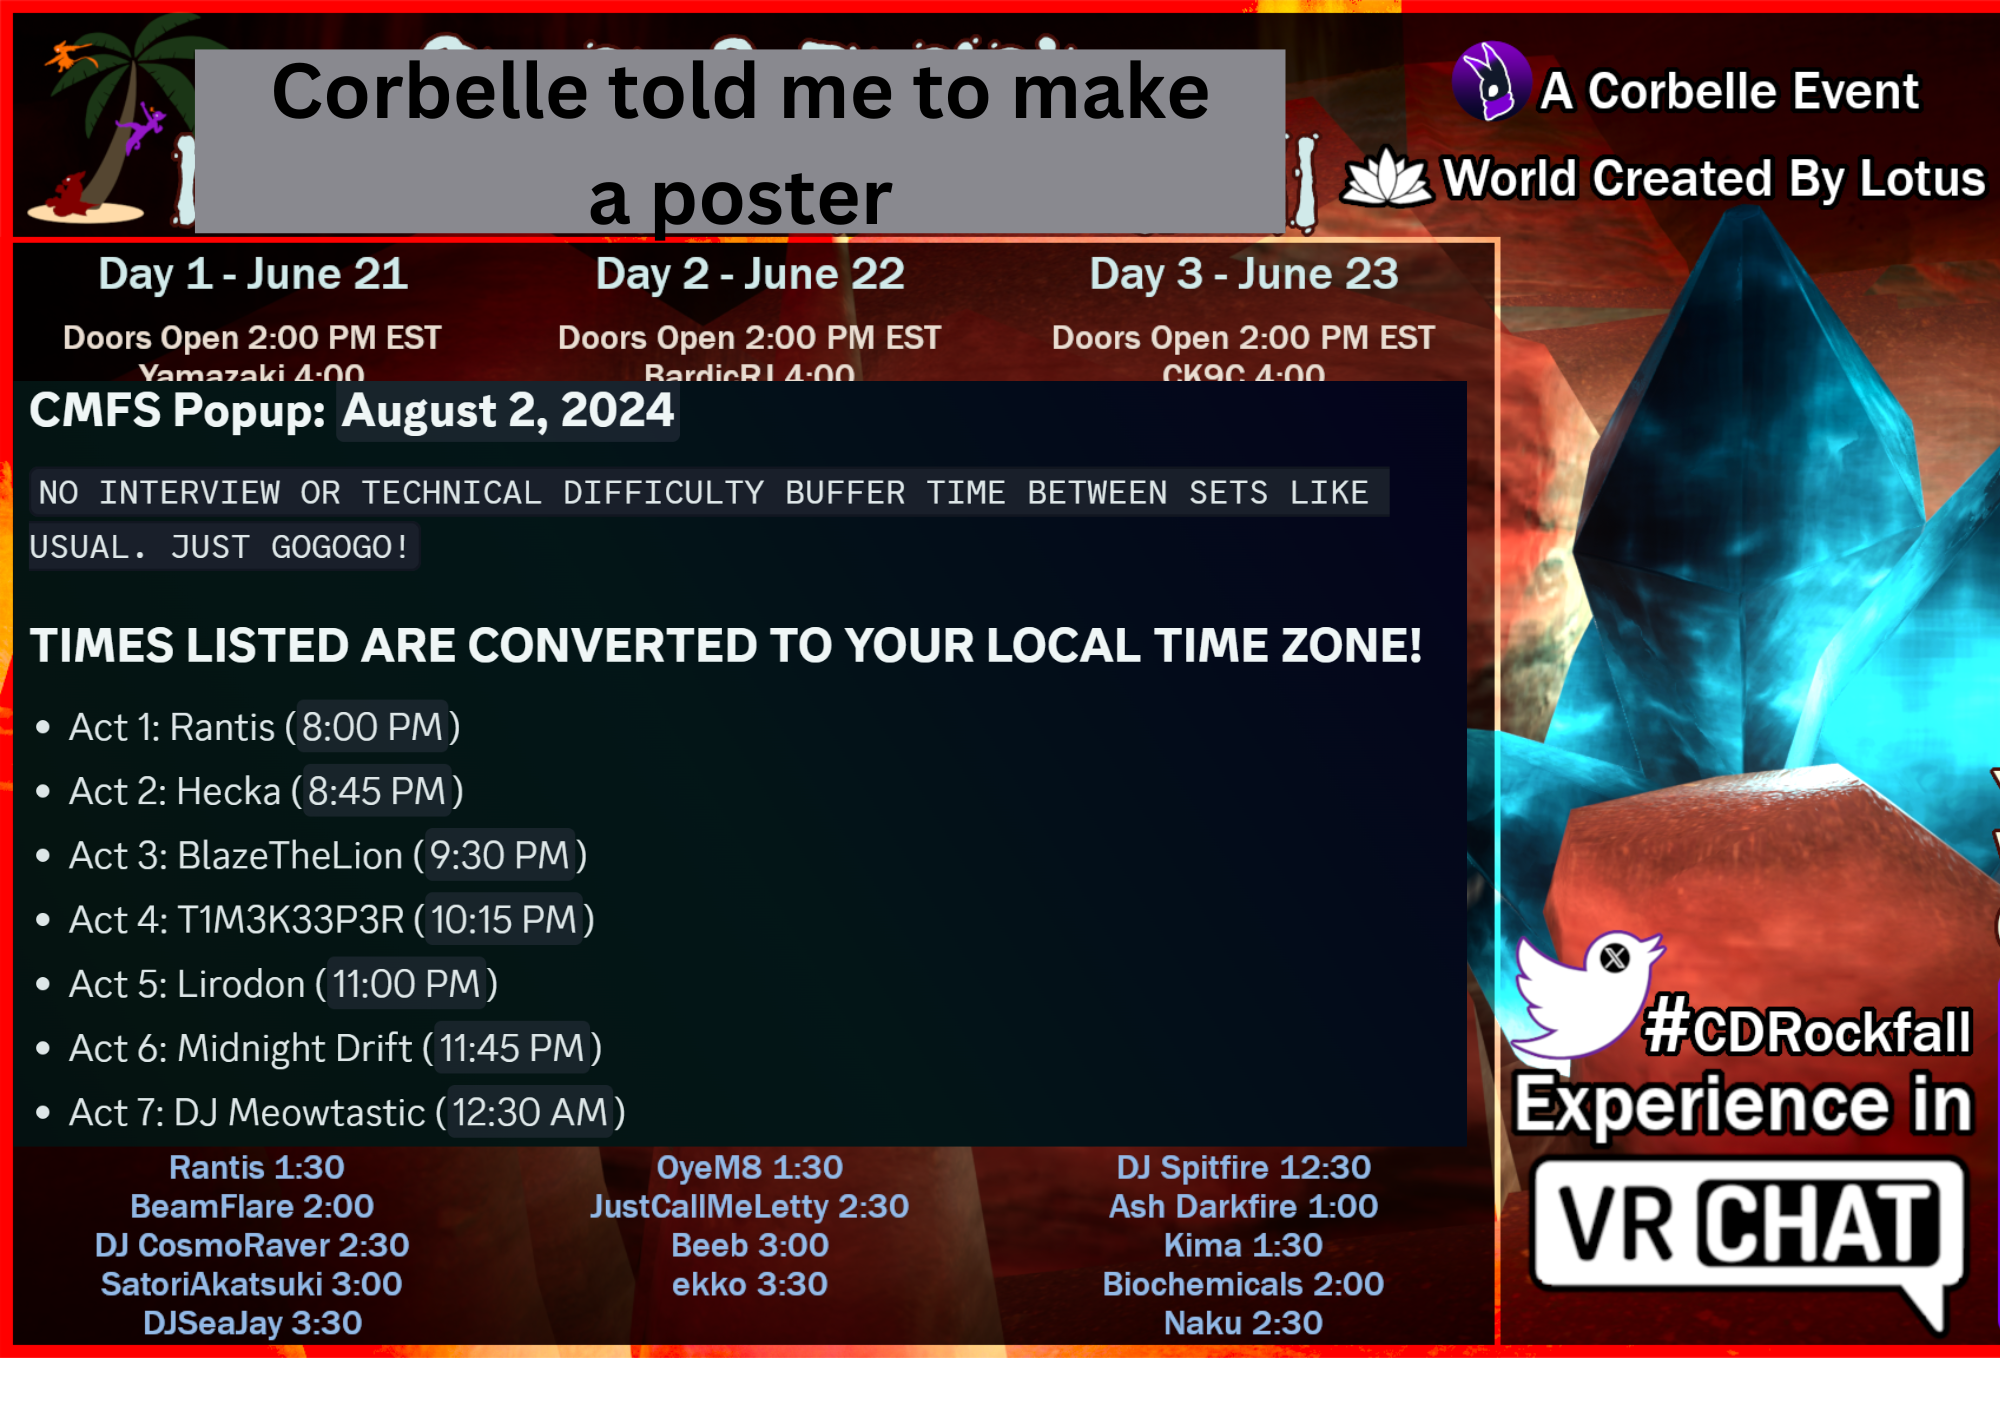 Corbelle told me to make
a poster
A Corbelle Event
World Created By Lotus
Day 1 - June 21
Doors Open 2:00 PM EST
Yamazaki 4:00
Day 2 - June 22
Doors Open 2:00 PM EST
BardicRJ 4:00
Day 3 - June 23
Doors Open 2:00 PM EST
CK9C 4:00
CMFS Popup: August 2, 2024
NO INTERVIEW OR TECHNICAL DIFFICULTY BUFFER TIME BETWEEN SETS LIKE
USUAL. JUST GOGOGO!
TIMES LISTED ARE CONVERTED TO YOUR LOCAL TIME ZONE!
• Act 1: Rantis (8:00 PM)
• Act 2: Hecka (8:45 PM)
• Act 3: BlazeTheLion (9:30 PM)
• Act 4: T1M3K33P3R (10:15 PM)
• Act 5: Lirodon (11:00 PM)
• Act 6: Midnight Drift (11:45 PM)
• Act 7: DJ Meowtastic (12:30 AM)
Rantis 1:30
BeamFlare 2:00
DJ CosmoRaver 2:30
SatoriAkatsuki 3:00
DJSeaJay 3:30
OyeM8 1:30
JustCallMeLetty 2:30
Beeb 3:00
ekko 3:30
DJ Spitfire 12:30
Ash Darkfire 1:00
Kima 1:30
Biochemicals 2:00
Naku 2:30
#CDRockfall
Experience in
VRCHAT